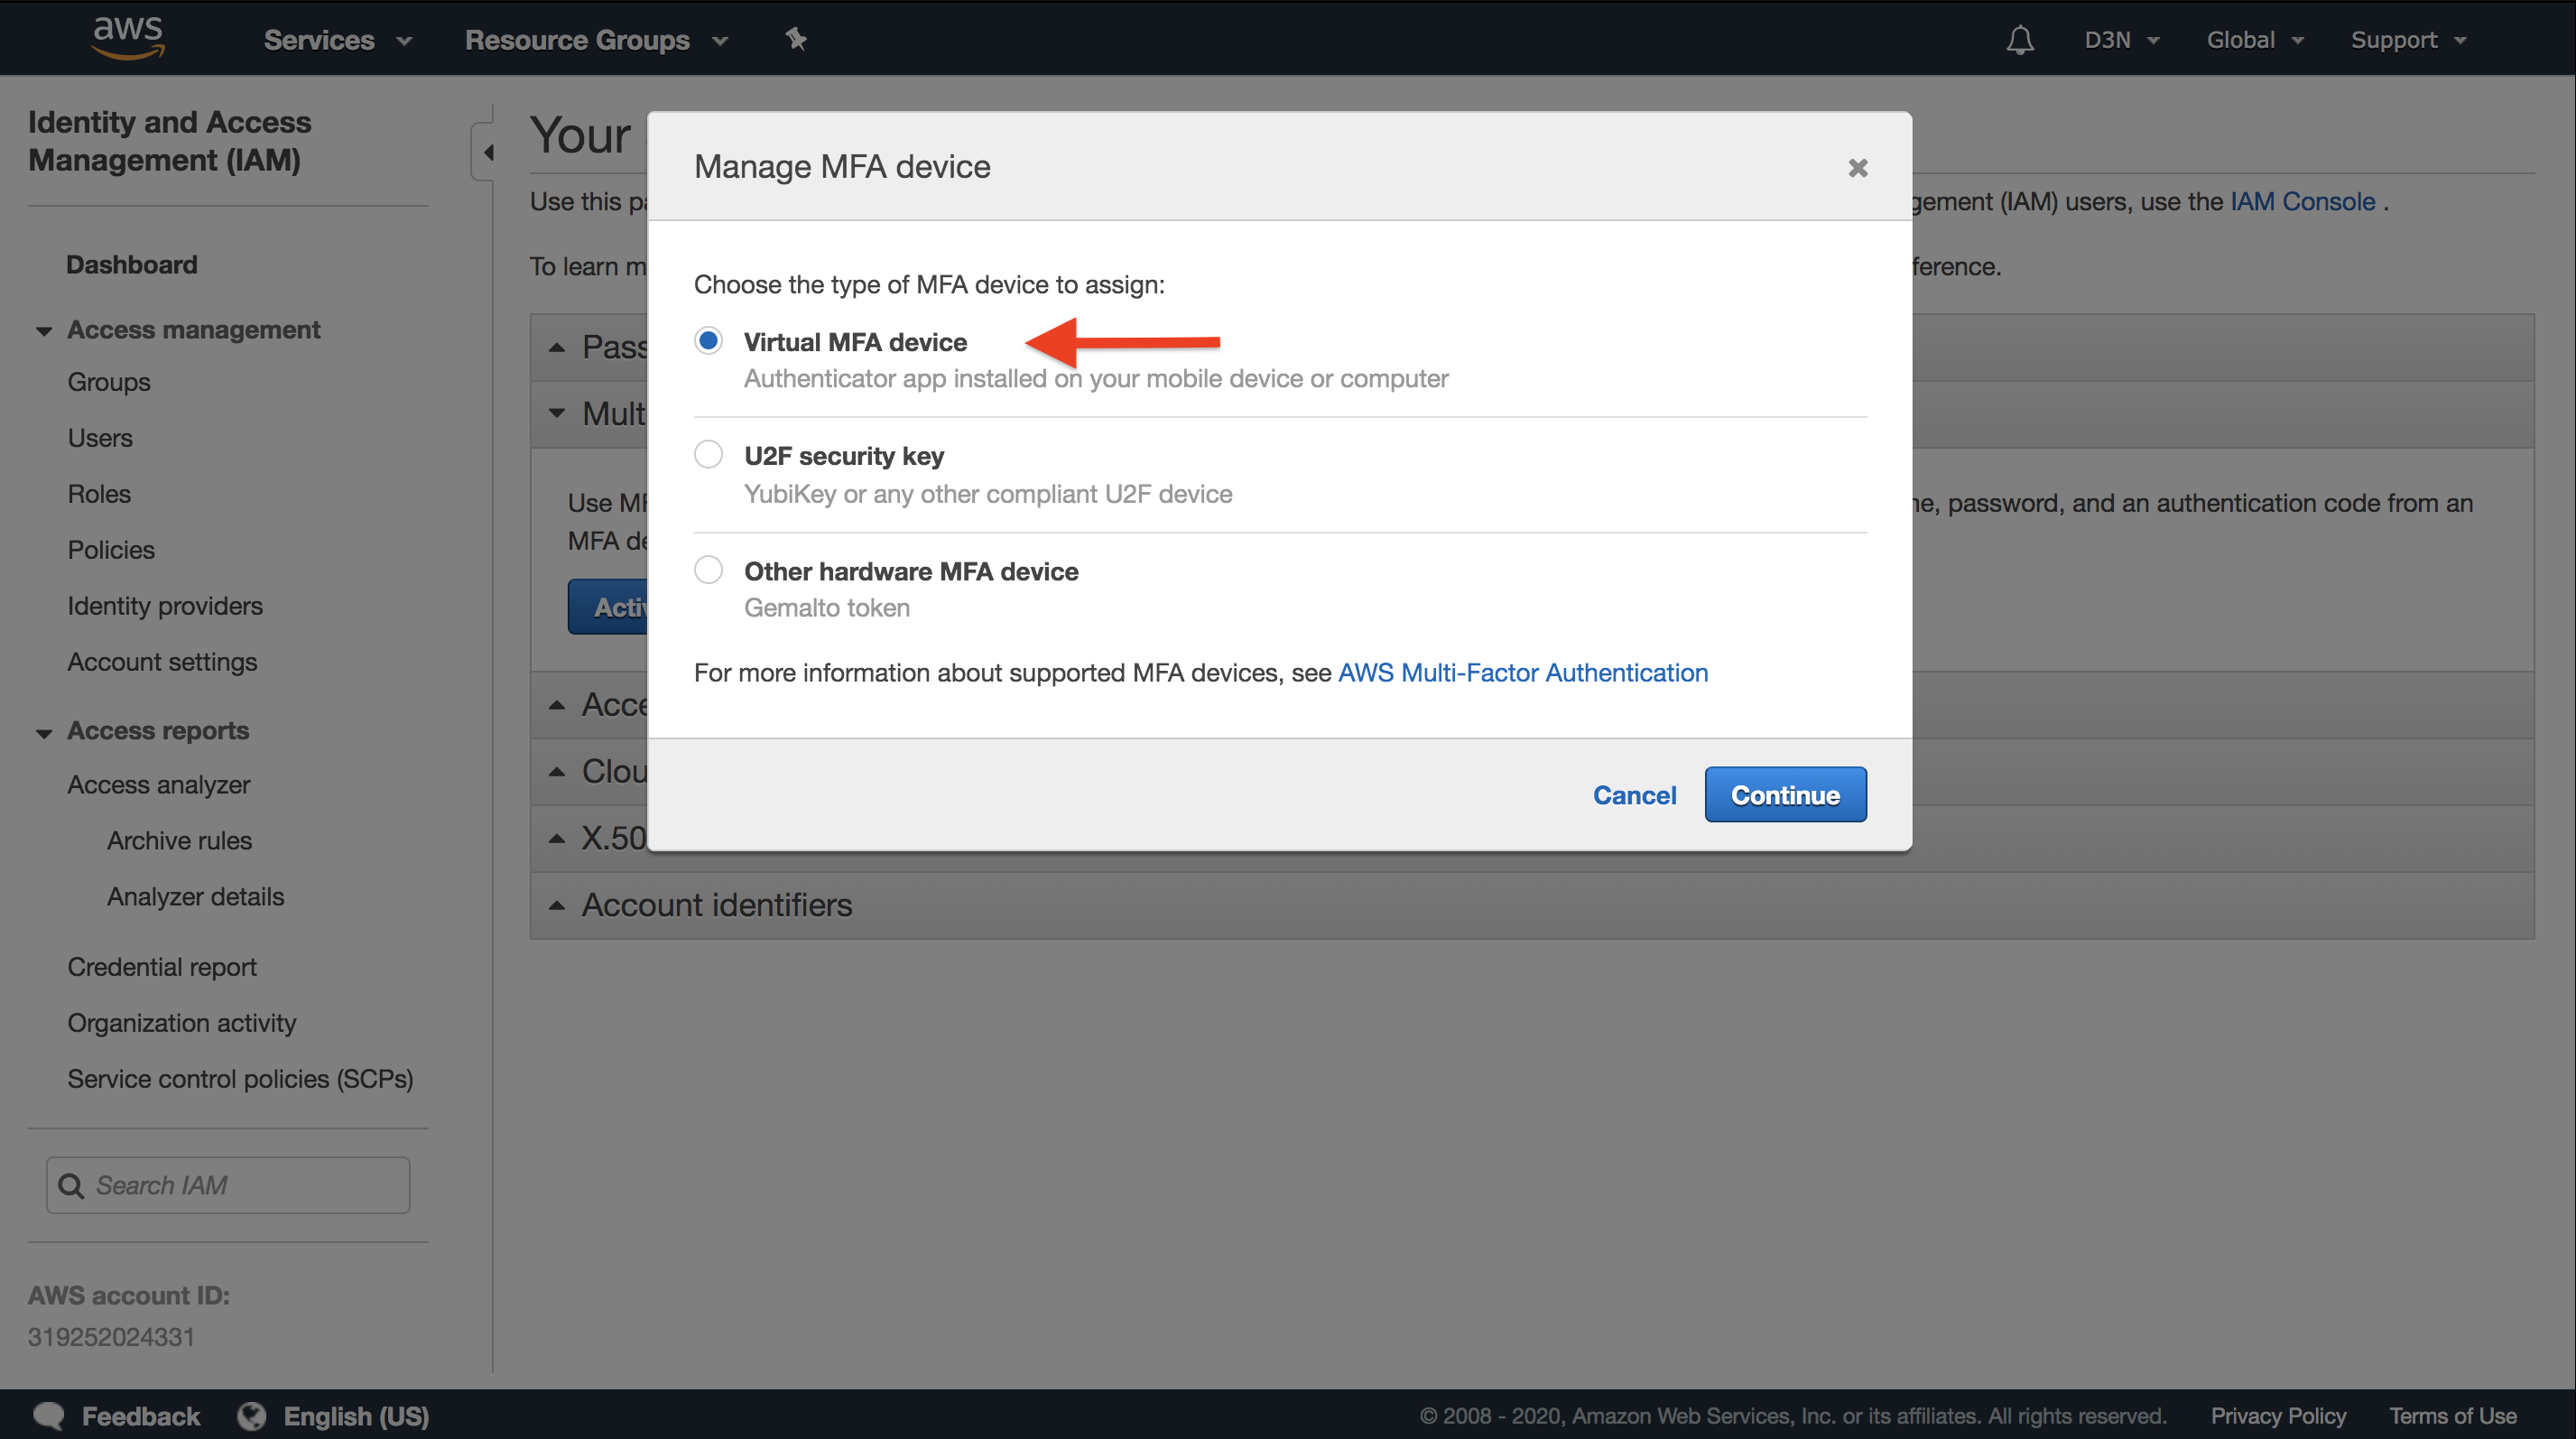 aws Services Resource Groups D3N Global Support
Identity and Access
Management (IAM)
Dashboard
Access management
Groups
Users
Roles
Policies
Identity providers
Account settings
Access reports
Access analyzer
Archive rules
Analyzer details
Credential report
Organization activity
Service control policies (SCPs)
Search IAM
AWS account ID:
319252024331
Your
Use this pa gement (IAM) users, use the IAM Console .
To learn m ference.
Pass
Mult
Use MF ne, password, and an authentication code from an
MFA de
Activ
Acce
Clou
X.50
Account identifiers
Manage MFA device
Choose the type of MFA device to assign:
Virtual MFA device
Authenticator app installed on your mobile device or computer
U2F security key
YubiKey or any other compliant U2F device
Other hardware MFA device
Gemalto token
For more information about supported MFA devices, see AWS Multi-Factor Authentication
Cancel Continue
Feedback English (US) © 2008 - 2020, Amazon Web Services, Inc. or its affiliates. All rights reserved. Privacy Policy Terms of Use